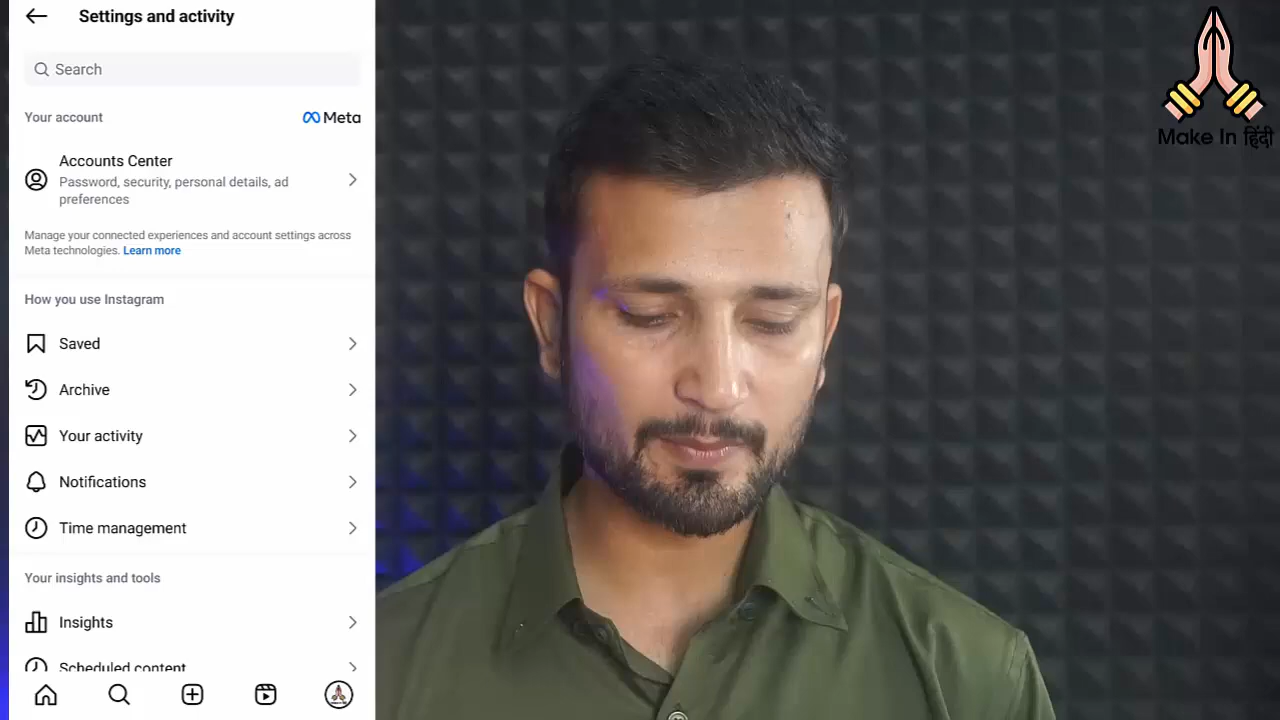 Settings and activity
Search
Your account
Meta
Accounts Center
Password, security, personal details, ad
preferences
Manage your connected experiences and account settings across
Meta technologies. Learn more
How you use Instagram
Saved
Archive
Your activity
Notifications
Time management
Your insights and tools
Insights
Scheduled content
Make In हिंदी